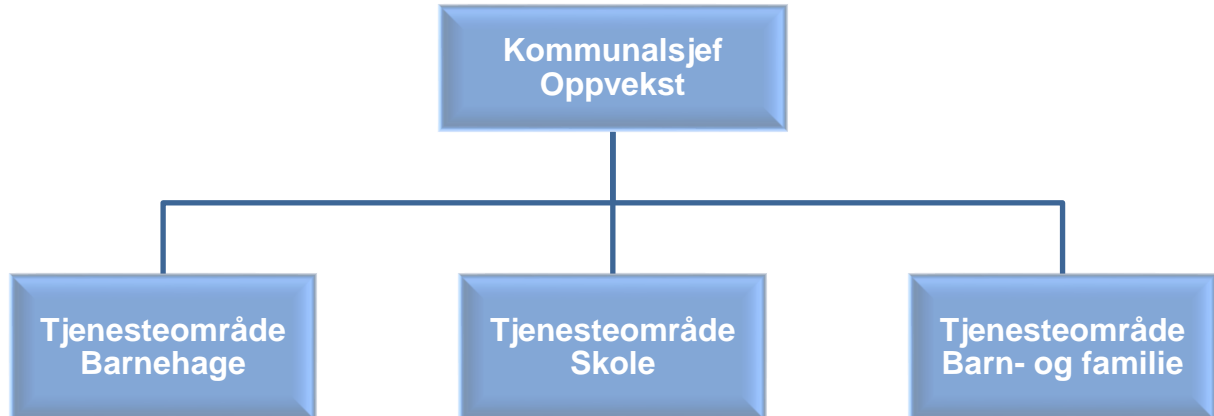 Kommunalsjef
Oppvekst
Tjenesteområde
Barnehage
Tjenesteområde
Skole
Tjenesteområde
Barn- og familie